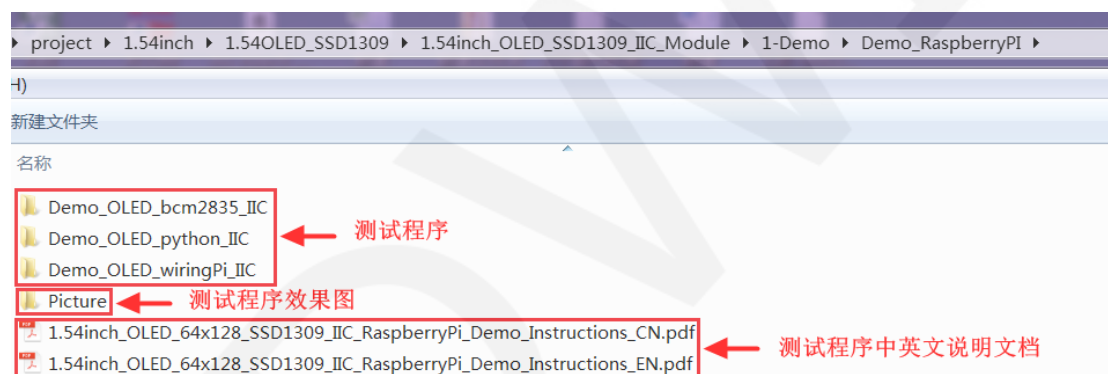 project ▸ 1.54inch ▸ 1.54OLED_SSD1309 ▸ 1.54inch_OLED_SSD1309_IIC_Module ▸ 1-Demo ▸ Demo_RaspberryPI ▸
H)
新建文件夹
名称
Demo_OLED_bcm2835_IIC
Demo_OLED_python_IIC
测试程序
Demo_OLED_wiringPi_IIC
Picture
测试程序效果图
1.54inch_OLED_64x128_SSD1309_IIC_RaspberryPi_Demo_Instructions_CN.pdf
测试程序中英文说明文档
1.54inch_OLED_64x128_SSD1309_IIC_RaspberryPi_Demo_Instructions_EN.pdf